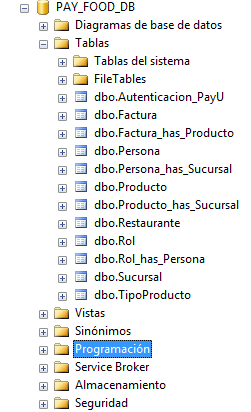 PAY_FOOD_DB
Diagramas de base de datos
Tablas
Tablas del sistema
FileTables
dbo.Autenticacion_PayU
dbo.Factura
dbo.Factura_has_Producto
dbo.Persona
dbo.Persona_has_Sucursal
dbo.Producto
dbo.Producto_has_Sucursal
dbo.Restaurante
dbo.Rol
dbo.Rol_has_Persona
dbo.Sucursal
dbo.TipoProducto
Vistas
Sinónimos
Programación
Service Broker
Almacenamiento
Seguridad